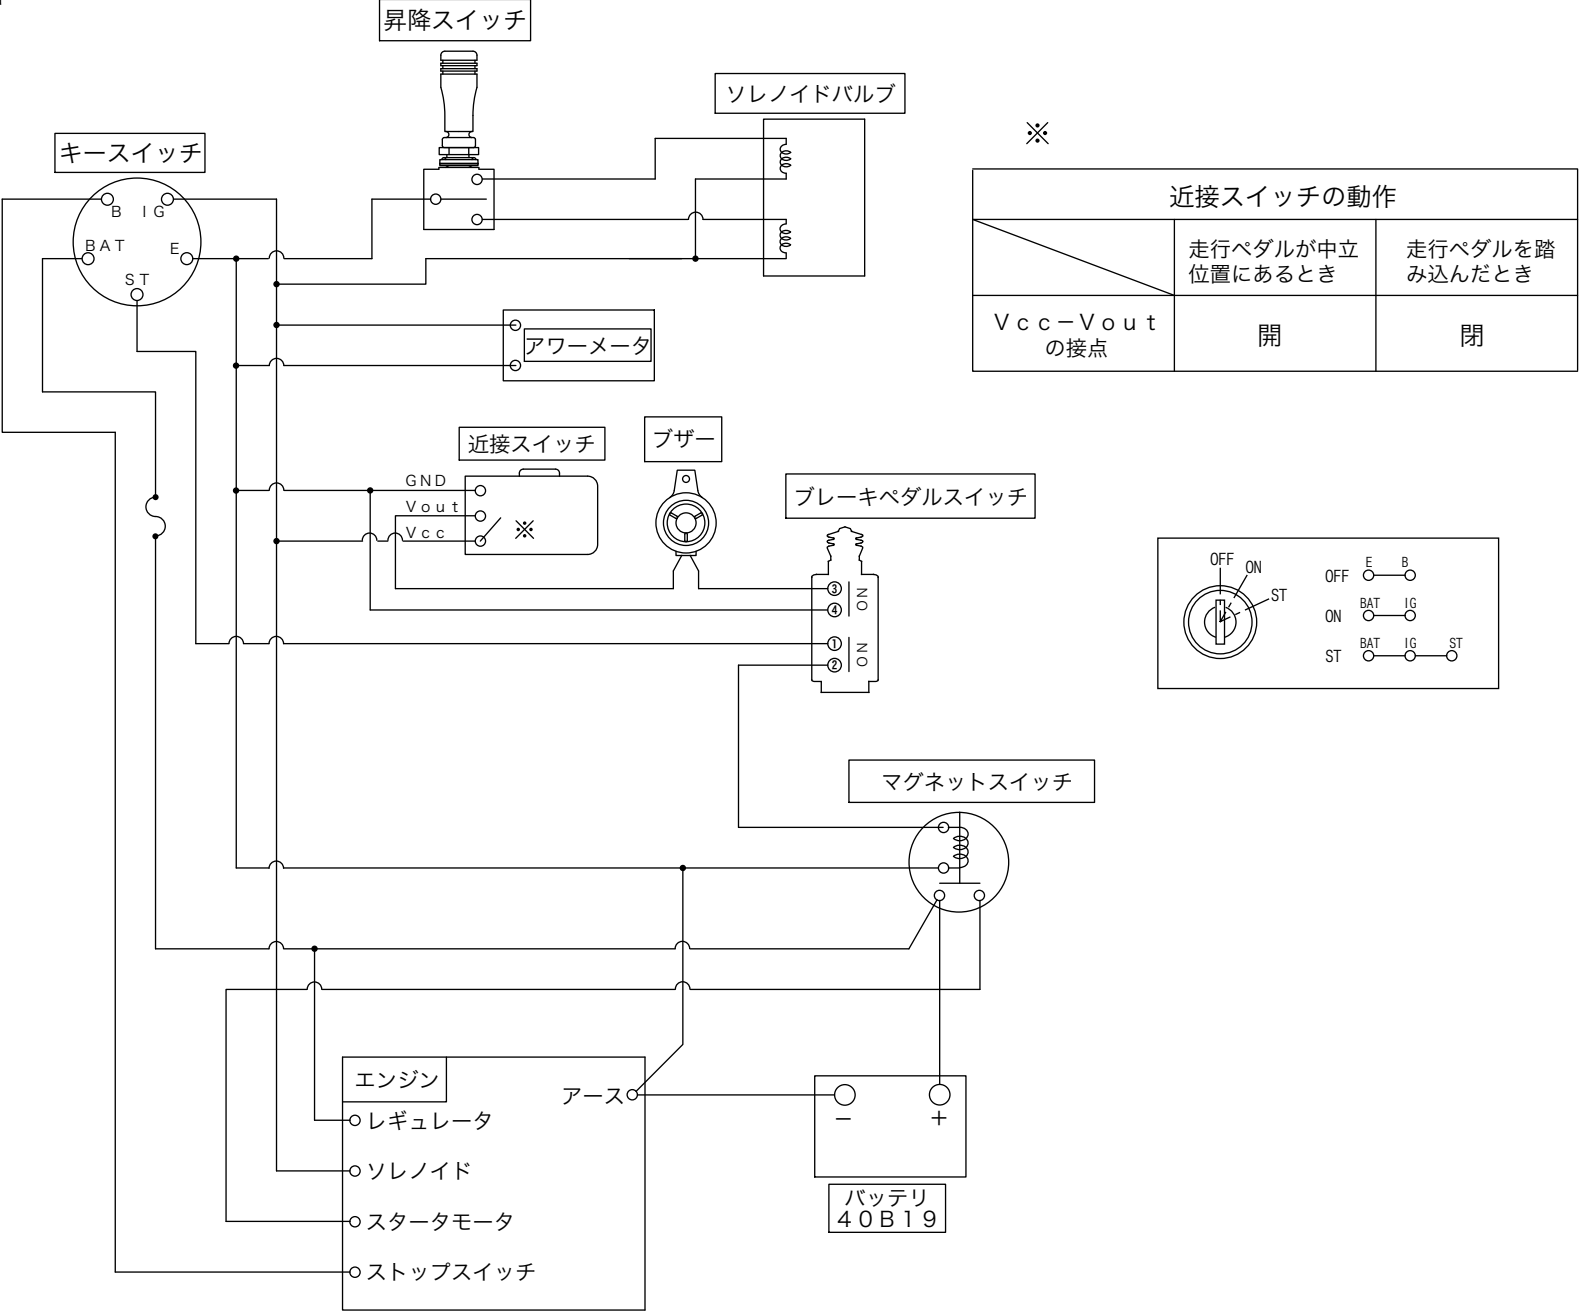 昇降スイッチ
ソレノイドバルブ
キースイッチ
B
IG
BAT
E
ST
※
近接スイッチの動作
走行ペダルが中立
位置にあるとき
走行ペダルを踏
み込んだとき
Vcc－Vout
の接点
開
閉
アワーメータ
近接スイッチ
ブザー
GND
Vout
Vcc
※
ブレーキペダルスイッチ
③
④
ON
①
②
ON
OFF
ON
ST
OFF
E
B
ON
BAT
IG
ST
BAT
IG
ST
マグネットスイッチ
エンジン
アース
レギュレータ
ソレノイド
スタータモータ
ストップスイッチ
−
+
バッテリ
40B19